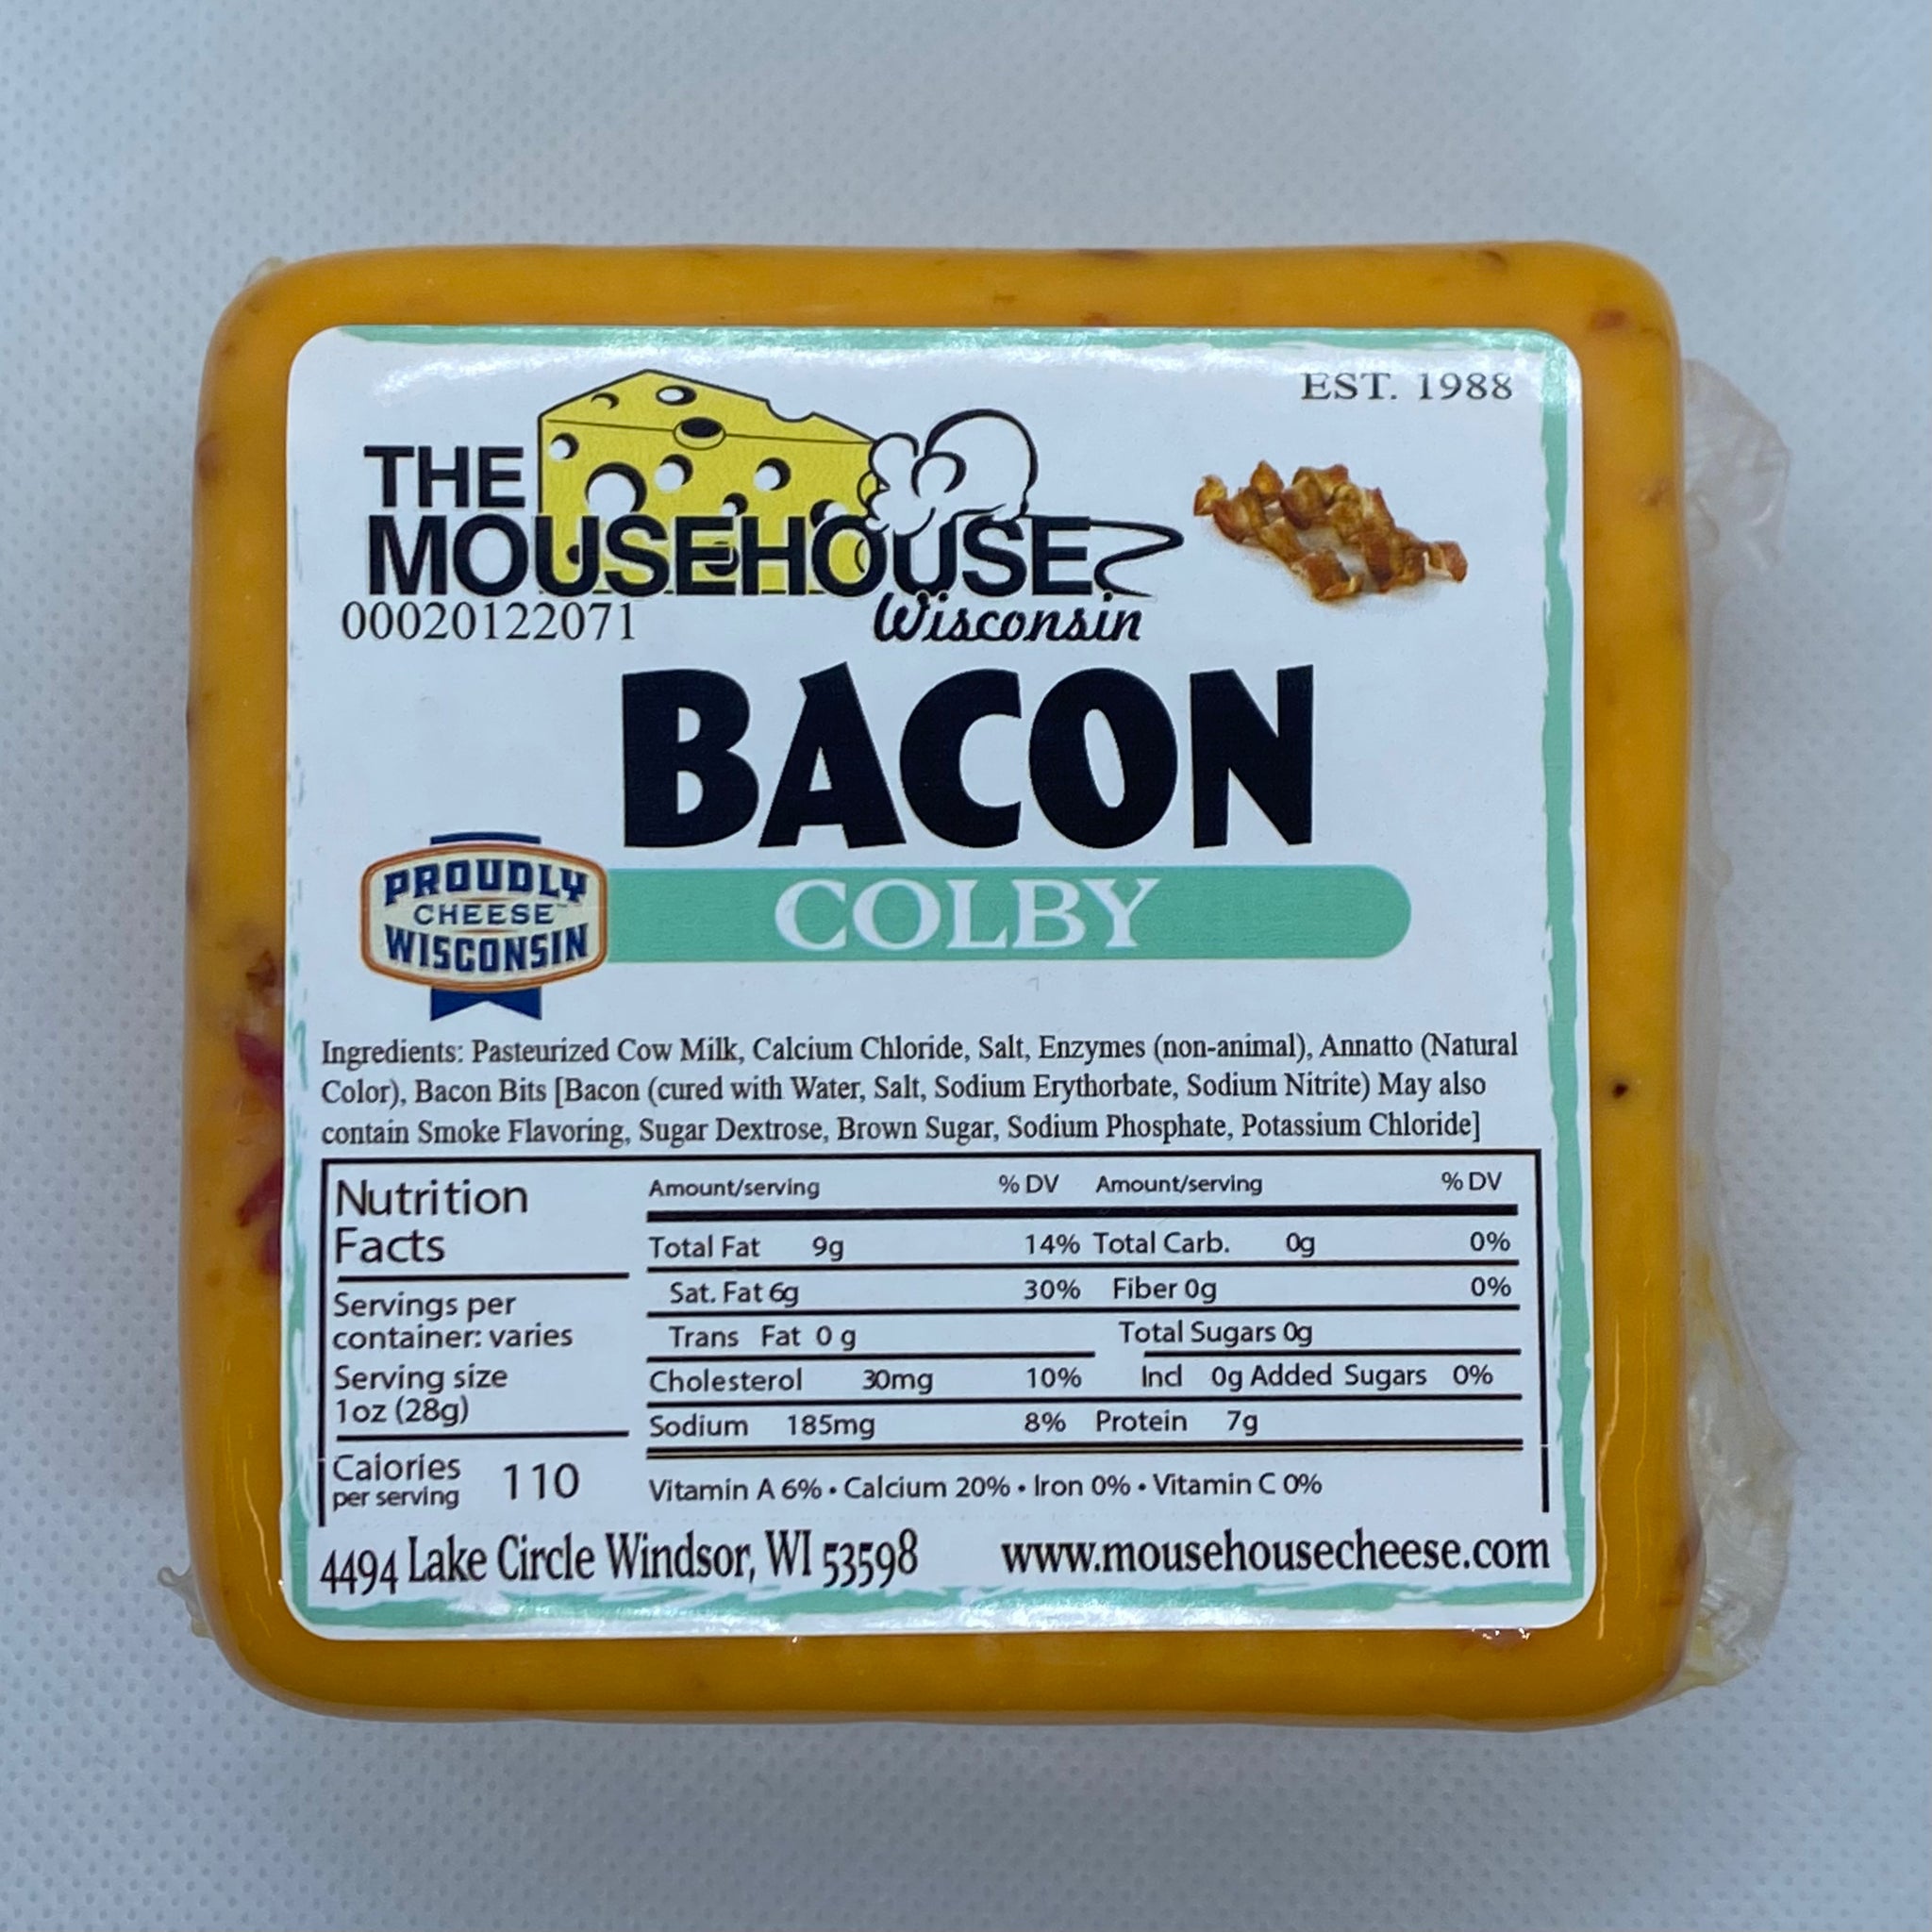 EST. 1988
THE
MOUSEHOUSE
00020122071
Wisconsin
BACON
PROUDLY
CHEESE™
WISCONSIN
COLBY
Ingredients: Pasteurized Cow Milk, Calcium Chloride, Salt, Enzymes (non-animal), Annatto (Natural
Color), Bacon Bits [Bacon (cured with Water, Salt, Sodium Erythorbate, Sodium Nitrite) May also
contain Smoke Flavoring, Sugar Dextrose, Brown Sugar, Sodium Phosphate, Potassium Chloride]
Nutrition
Facts
Servings per
container: varies
Serving size
1oz (28g)
Calories
per serving
110
Amount/serving % DV Amount/serving % DV
Total Fat 9g 14% Total Carb. 0g 0%
Sat. Fat 6g 30% Fiber 0g 0%
Trans Fat 0 g Total Sugars 0g
Cholesterol 30mg 10% Incl 0g Added Sugars 0%
Sodium 185mg 8% Protein 7g
Vitamin A 6% • Calcium 20% • Iron 0% • Vitamin C 0%
4494 Lake Circle Windsor, WI 53598 www.mousehousecheese.com